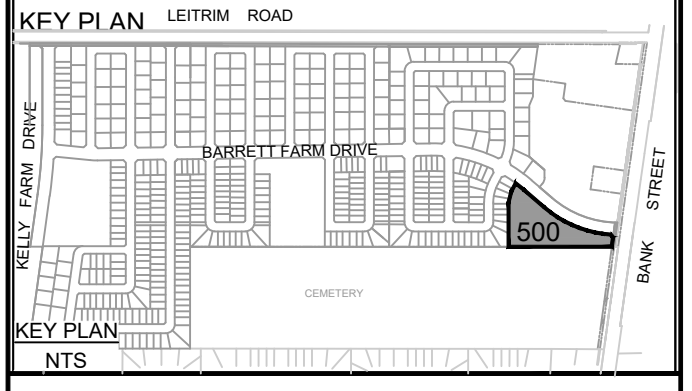 KEY PLAN
LEITRIM ROAD
KELLY FARM DRIVE
BARRETT FARM DRIVE
BANK STREET
500
CEMETERY
KEY PLAN
NTS